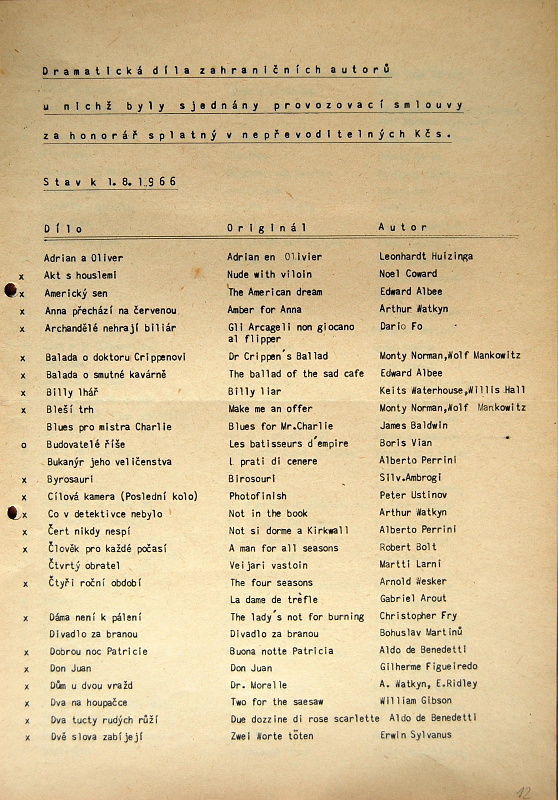 Dramatická díla zahraničních autorů
u nichž byly sjednány provozovací smlouvy
za honorář splatný v nepřevoditelných Kčs.
Stav k 1.8.1966
Dílo Originál Autor
Adrian a Oliver Adrian en Olivier Leonhardt Huizinga
x Akt s houslemi Nude with viloin Noel Coward
x Americký sen The American dream Edward Albee
x Anna přechází na červenou Amber for Anna Arthur Watkyn
x Archandělé nehrají biliár Gli Arcageli non giocano Dario Fo
al flipper
x Balada o doktoru Crippenovi Dr Crippen´s Ballad Monty Norman,Wolf Mankowitz
x Balada o smutné kavárně The ballad of the sad cafe Edward Albee
x Billy lhář Billy liar Keits Waterhouse,Willis Hall
x Bleší trh Make me an offer Monty Norman,Wolf Mankowitz
Blues pro mistra Charlie Blues for Mr.Charlie James Baldwin
o Budovatelé říše Les batisseurs d´empire Boris Vian
Bukanýr jeho veličenstva L prati di cenere Alberto Perrini
x Byrosauri Birosouri Silv.Ambrogi
x Cílová kamera (Poslední kolo) Photofinish Peter Ustinov
x Co v detektivce nebylo Not in the book Arthur Watkyn
x Čert nikdy nespí Not si dorme a Kirkwall Alberto Perrini
x Člověk pro každé počasí A man for all seasons Robert Bolt
Čtvrtý obratel Veijari vastoin Martti Larni
x Čtyři roční období The four seasons Arnold Wesker
La dame de trèfle Gabriel Arout
x Dáma není k pálení The lady´s not for burning Christopher Fry
Divadlo za branou Divadlo za branou Bohuslav Martinů
x Dobrou noc Patricie Buona notte Patricia Aldo de Benedetti
x Don Juan Don Juan Gilherme Figueiredo
x Dům u dvou vražd Dr. Morelle A. Watkyn, E.Ridley
x Dva na houpačce Two for the saesaw William Gibson
x Dva tucty rudých růží Due dozzine di rose scarlette Aldo de Benedetti
x Dvě slova zabíjejí Zwei Worte töten Erwin Sylvanus
12